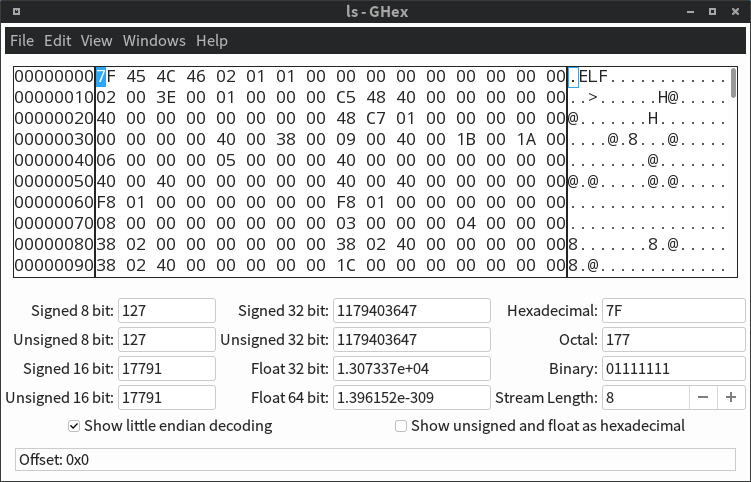 ls - GHex
File Edit View Windows Help
00000000 7F 45 4C 46 02 01 01 00 00 00 00 00 00 00 00 00 .ELF............
00000010 02 00 3E 00 01 00 00 00 C5 48 40 00 00 00 00 00 ..>......H@.....
00000020 40 00 00 00 00 00 00 00 48 C7 01 00 00 00 00 00 @.......H.......
00000030 00 00 00 00 40 00 38 00 09 00 40 00 1B 00 1A 00 ....@.8...@.....
00000040 06 00 00 00 05 00 00 00 40 00 00 00 00 00 00 00 ........@.......
00000050 40 00 40 00 00 00 00 00 40 00 40 00 00 00 00 00 @.@.....@.@.....
00000060 F8 01 00 00 00 00 00 00 F8 01 00 00 00 00 00 00 ................
00000070 08 00 00 00 00 00 00 00 03 00 00 00 04 00 00 00 ................
00000080 38 02 00 00 00 00 00 00 38 02 40 00 00 00 00 00 8.......8.@.....
00000090 38 02 40 00 00 00 00 00 1C 00 00 00 00 00 00 00 8.@.............
Signed 8 bit: 127 Signed 32 bit: 1179403647 Hexadecimal: 7F
Unsigned 8 bit: 127 Unsigned 32 bit: 1179403647 Octal: 177
Signed 16 bit: 17791 Float 32 bit: 1.307337e+04 Binary: 01111111
Unsigned 16 bit: 17791 Float 64 bit: 1.396152e-309 Stream Length: 8 − +
Show little endian decoding Show unsigned and float as hexadecimal
Offset: 0x0